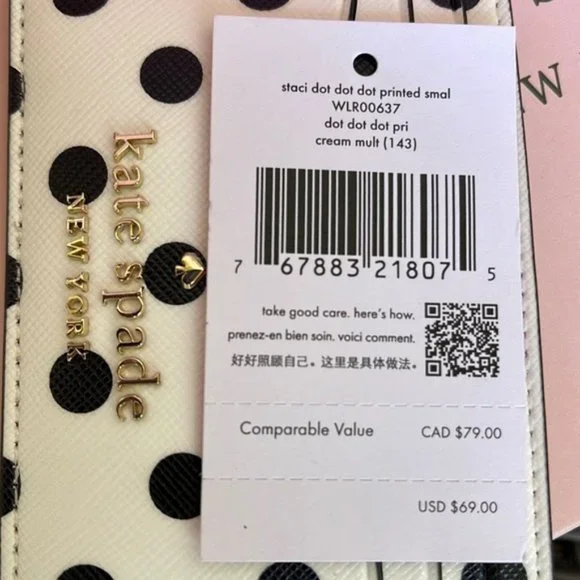 kate spade
NEW YORK
staci dot dot dot printed smal
WLR00637
dot dot dot pri
cream mult (143)
7 67883 21807 5
take good care. here's how.
prenez-en bien soin. voici comment.
好好照顾自己。这里是具体做法。
Comparable Value CAD $79.00
USD $69.00